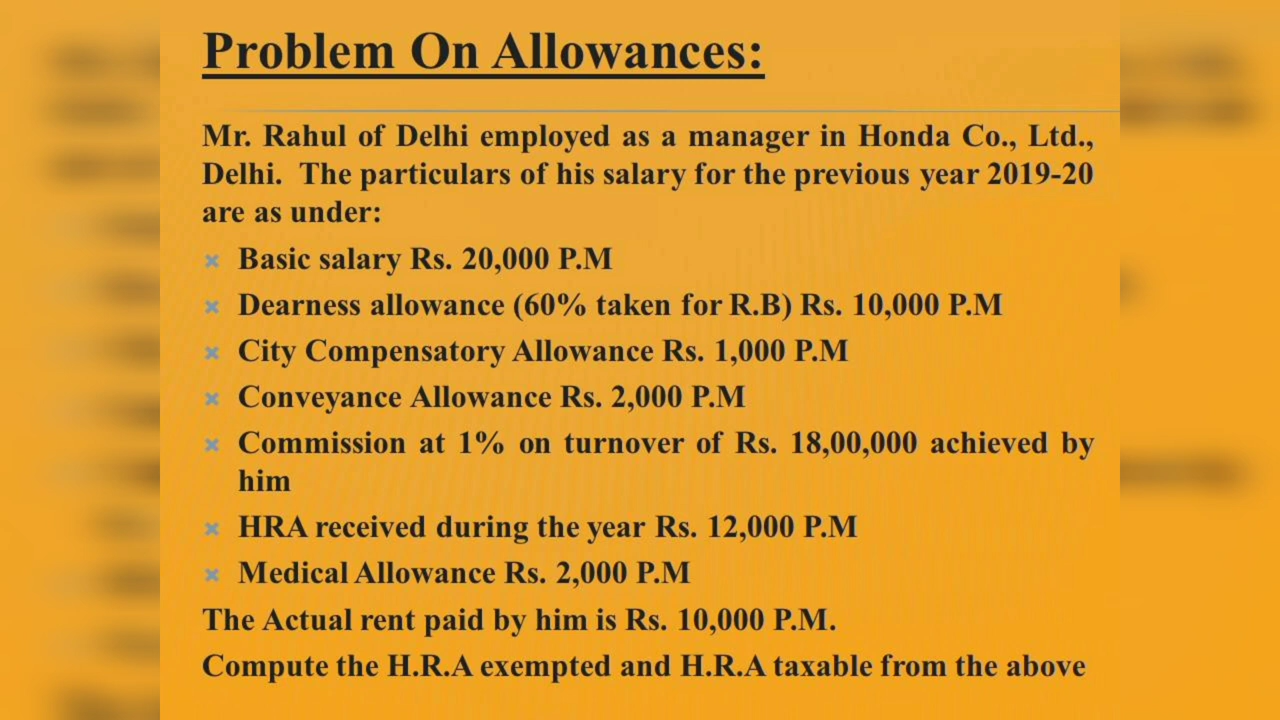 Problem On Allowances:
Mr. Rahul of Delhi employed as a manager in Honda Co., Ltd.,
Delhi. The particulars of his salary for the previous year 2019-20
are as under:
Basic salary Rs. 20,000 P.M
Dearness allowance (60% taken for R.B) Rs. 10,000 P.M
City Compensatory Allowance Rs. 1,000 P.M
Conveyance Allowance Rs. 2,000 P.M
Commission at 1% on turnover of Rs. 18,00,000 achieved by
him
HRA received during the year Rs. 12,000 P.M
Medical Allowance Rs. 2,000 P.M
The Actual rent paid by him is Rs. 10,000 P.M.
Compute the H.R.A exempted and H.R.A taxable from the above